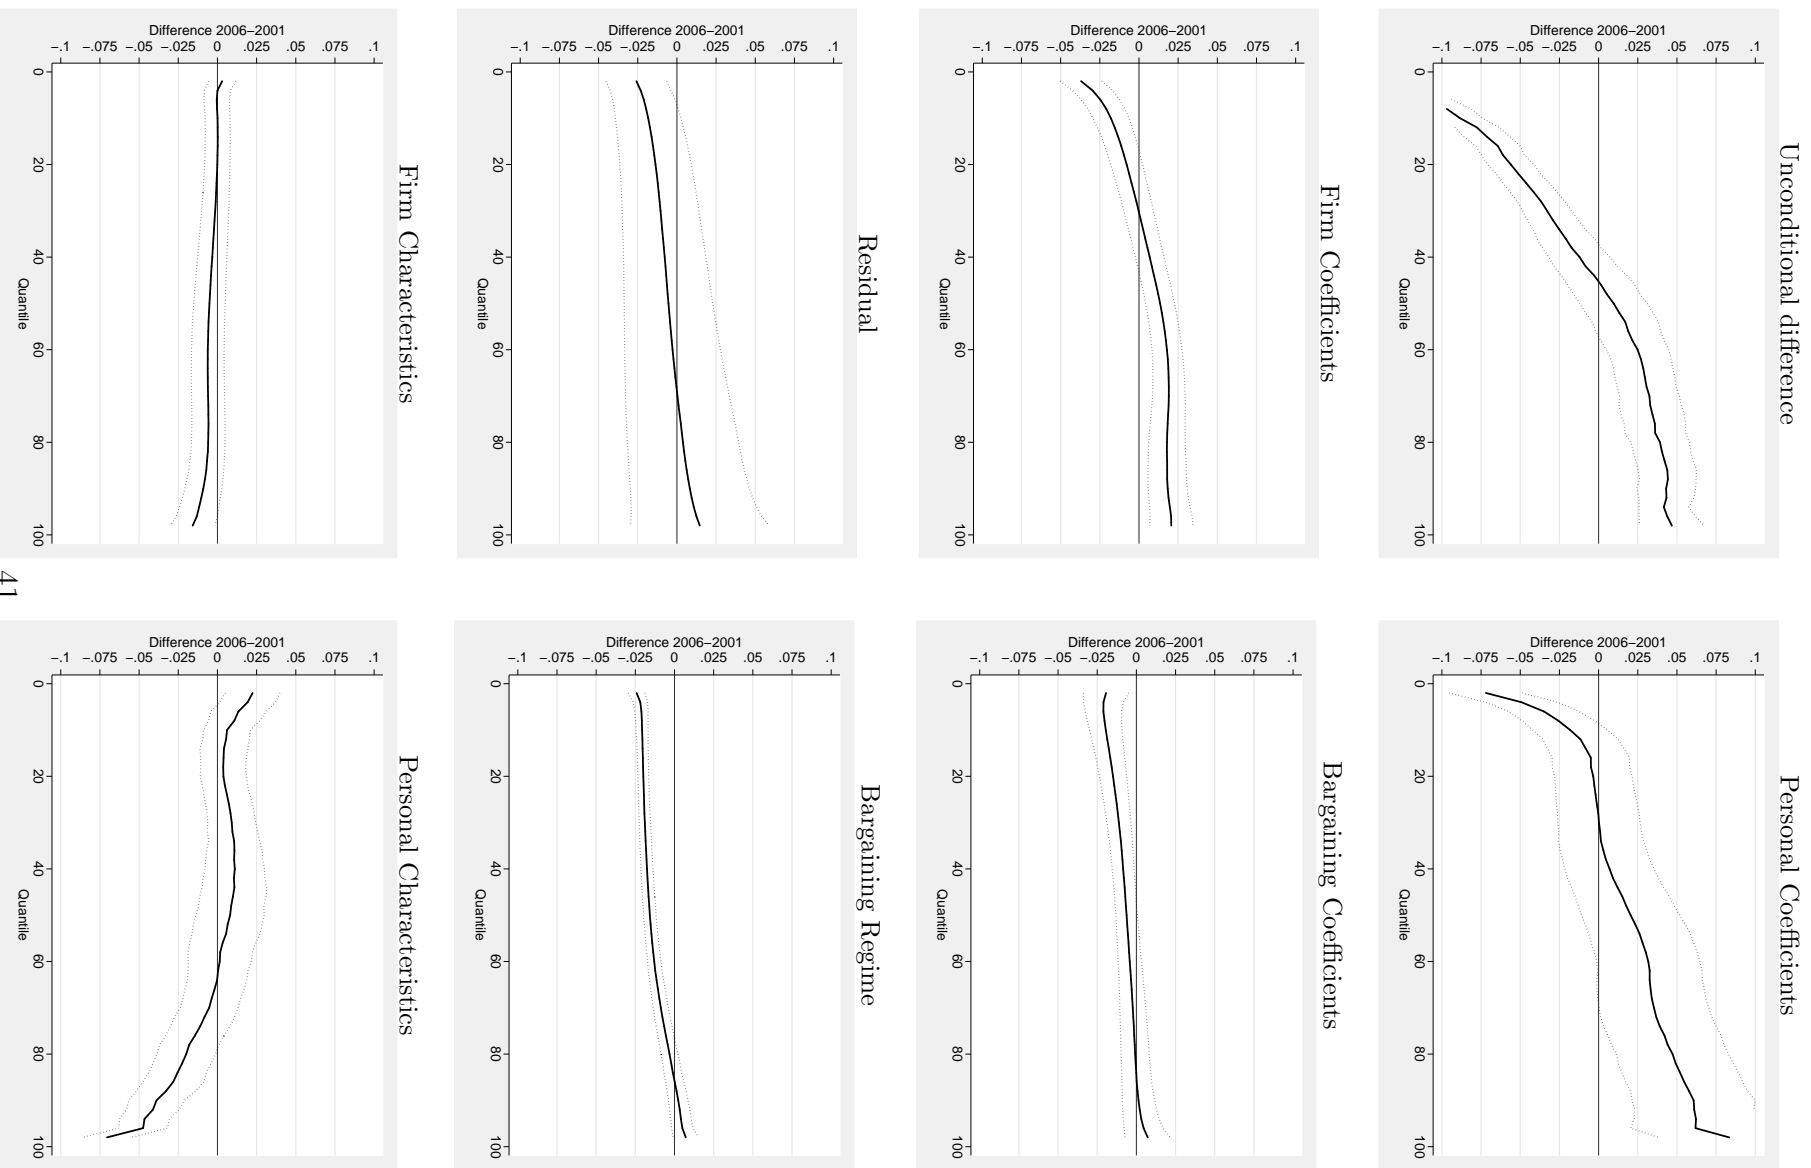 Unconditional difference
Difference 2006–2001
−.1 −.075 −.05 −.025 0 .025 .05 .075 .1
0 20 40 60 80 100
Quantile
Personal Coefficients
Difference 2006–2001
−.1 −.075 −.05 −.025 0 .025 .05 .075 .1
0 20 40 60 80 100
Quantile
Firm Coefficients
Difference 2006–2001
−.1 −.075 −.05 −.025 0 .025 .05 .075 .1
0 20 40 60 80 100
Quantile
Bargaining Coefficients
Difference 2006–2001
−.1 −.075 −.05 −.025 0 .025 .05 .075 .1
0 20 40 60 80 100
Quantile
Residual
Difference 2006–2001
−.1 −.075 −.05 −.025 0 .025 .05 .075 .1
0 20 40 60 80 100
Quantile
Bargaining Regime
Difference 2006–2001
−.1 −.075 −.05 −.025 0 .025 .05 .075 .1
0 20 40 60 80 100
Quantile
Firm Characteristics
Difference 2006–2001
−.1 −.075 −.05 −.025 0 .025 .05 .075 .1
0 20 40 60 80 100
Quantile
Personal Characteristics
Difference 2006–2001
−.1 −.075 −.05 −.025 0 .025 .05 .075 .1
0 20 40 60 80 100
Quantile
41